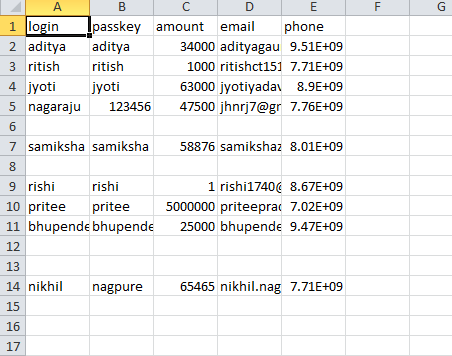 A B C D E F G
1 login passkey amount email phone
2 aditya aditya 34000 adityagau 9.51E+09
3 ritish ritish 1000 ritishct151 7.71E+09
4 jyoti jyoti 63000 jyotiyadav 8.9E+09
5 nagaraju 123456 47500 jhnrj7@gr 7.76E+09
6
7 samiksha samiksha 58876 samikshaz 8.01E+09
8
9 rishi rishi 1 rishi1740@ 8.67E+09
10 pritee pritee 5000000 priteeprac 7.02E+09
11 bhupende bhupende 25000 bhupende 9.47E+09
12
13
14 nikhil nagpure 65465 nikhil.nag 7.71E+09
15
16
17